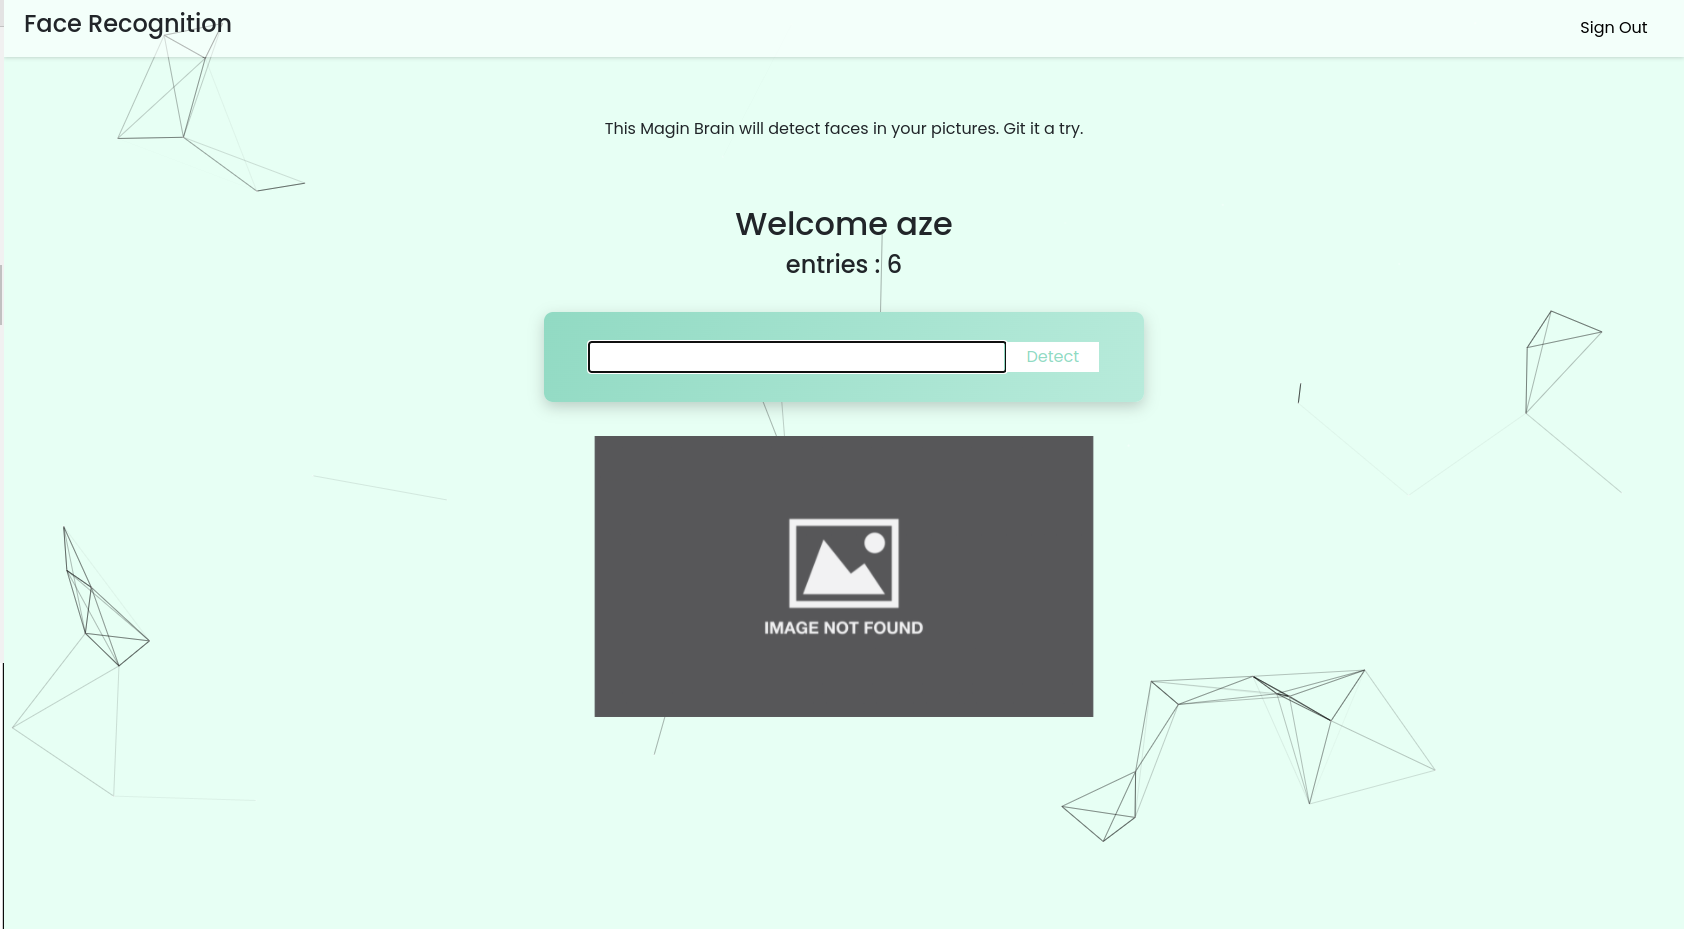 Face Recognition
Sign Out
This Magin Brain will detect faces in your pictures. Git it a try.
Welcome aze
entries : 6
Detect
IMAGE NOT FOUND